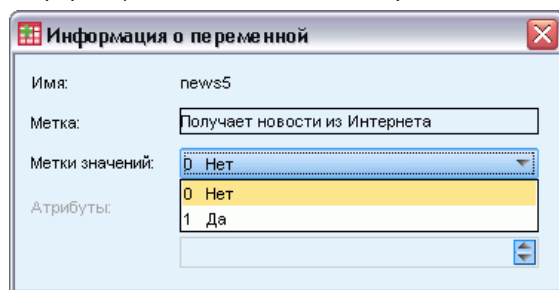 Информация о переменной
Имя: news5
Метка: Получает новости из Интернета
Метки значений: 0 Нет
0 Нет
Атрибуты:
1 Да